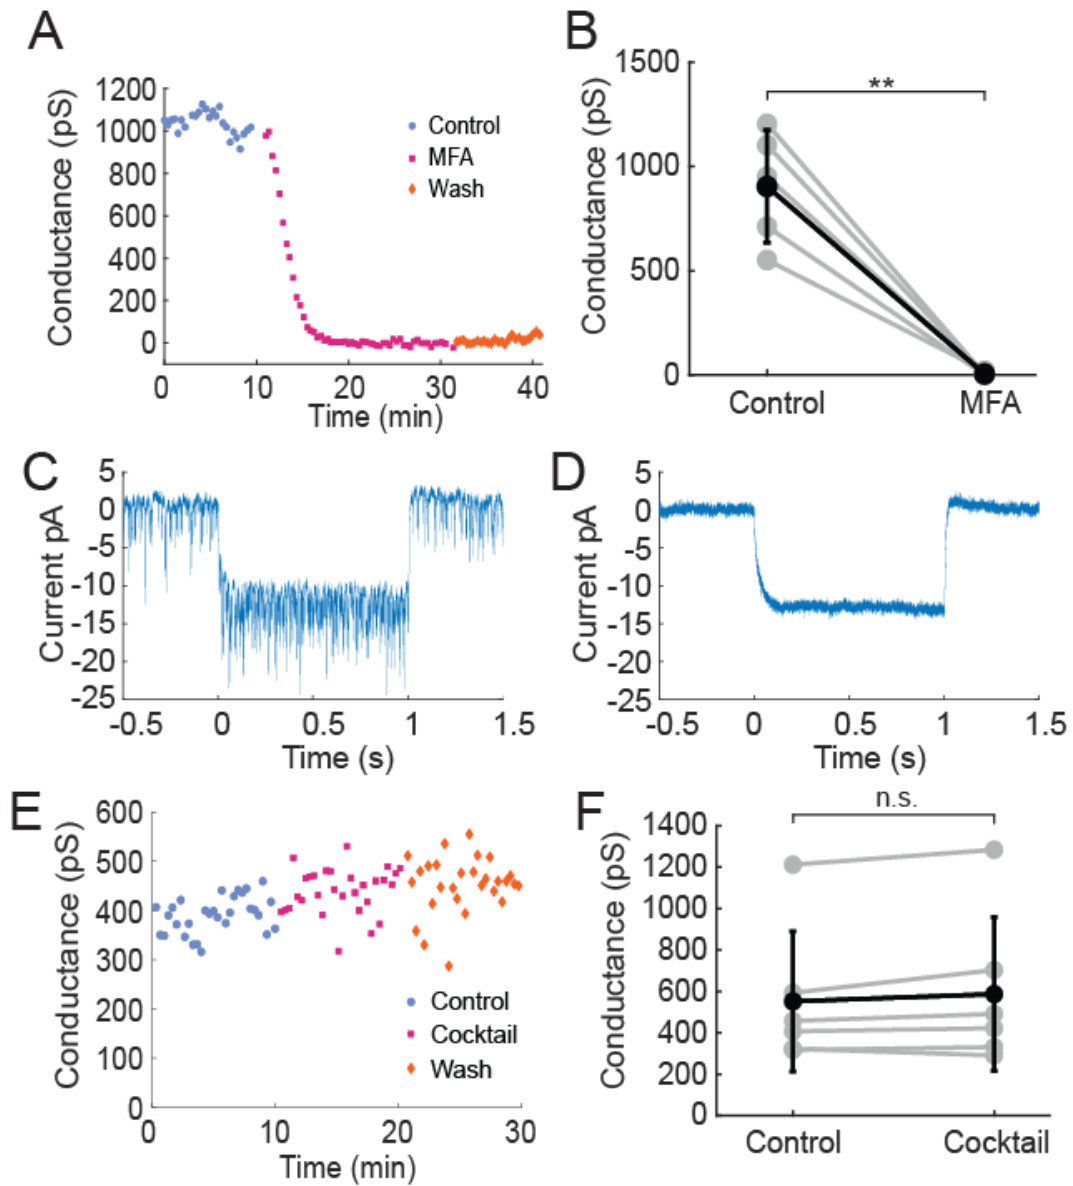 A
Conductance (pS)
1200
1000
800
600
400
200
0
0 10 20 30 40
Time (min)
Control
MFA
Wash
B
Conductance (pS)
1500
1000
500
0
**
Control MFA
C
Current pA
5
0
-5
-10
-15
-20
-25
-0.5 0 0.5 1 1.5
Time (s)
D
Current pA
5
0
-5
-10
-15
-20
-25
-0.5 0 0.5 1 1.5
Time (s)
E
Conductance (pS)
600
500
400
300
200
100
0
0 10 20 30
Time (min)
Control
Cocktail
Wash
F
Conductance (pS)
1400
1200
1000
800
600
400
200
0
n.s.
Control Cocktail